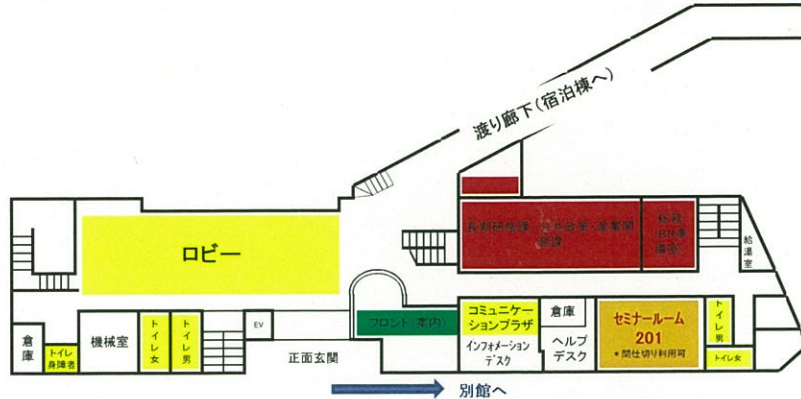 渡り廊下(宿泊棟へ)
ロビー
長期研修課
給湯室
フロント(案内)
コミュニケー
ションプラザ
倉庫
セミナールーム
201
*間仕切り利用可
トイレ男
トイレ女
インフォメーション
デスク
ヘルプ
デスク
EV
倉庫
トイレ
身障者
機械室
トイレ女
トイレ男
正面玄関
別館へ